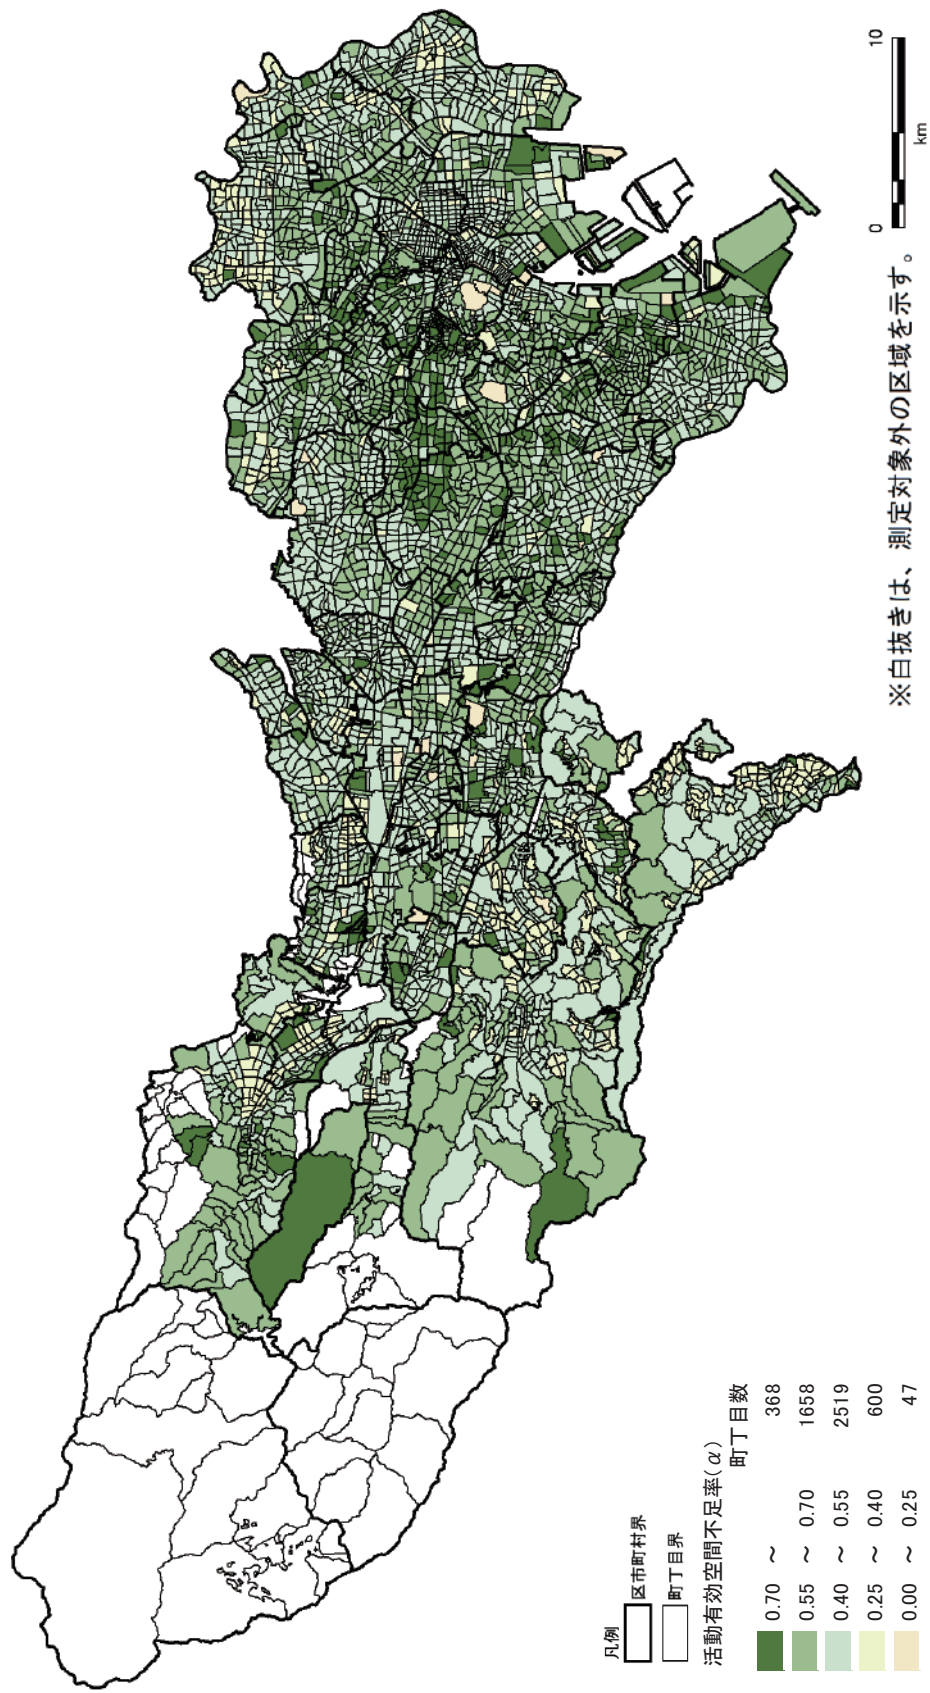 凡例
区市町村界
町丁目界
活動有効空間不足率(α)
町丁目数
0.70 ～ 368
0.55 ～ 0.70 1658
0.40 ～ 0.55 2519
0.25 ～ 0.40 600
0.00 ～ 0.25 47
※白抜きは、測定対象外の区域を示す。
0 10
km